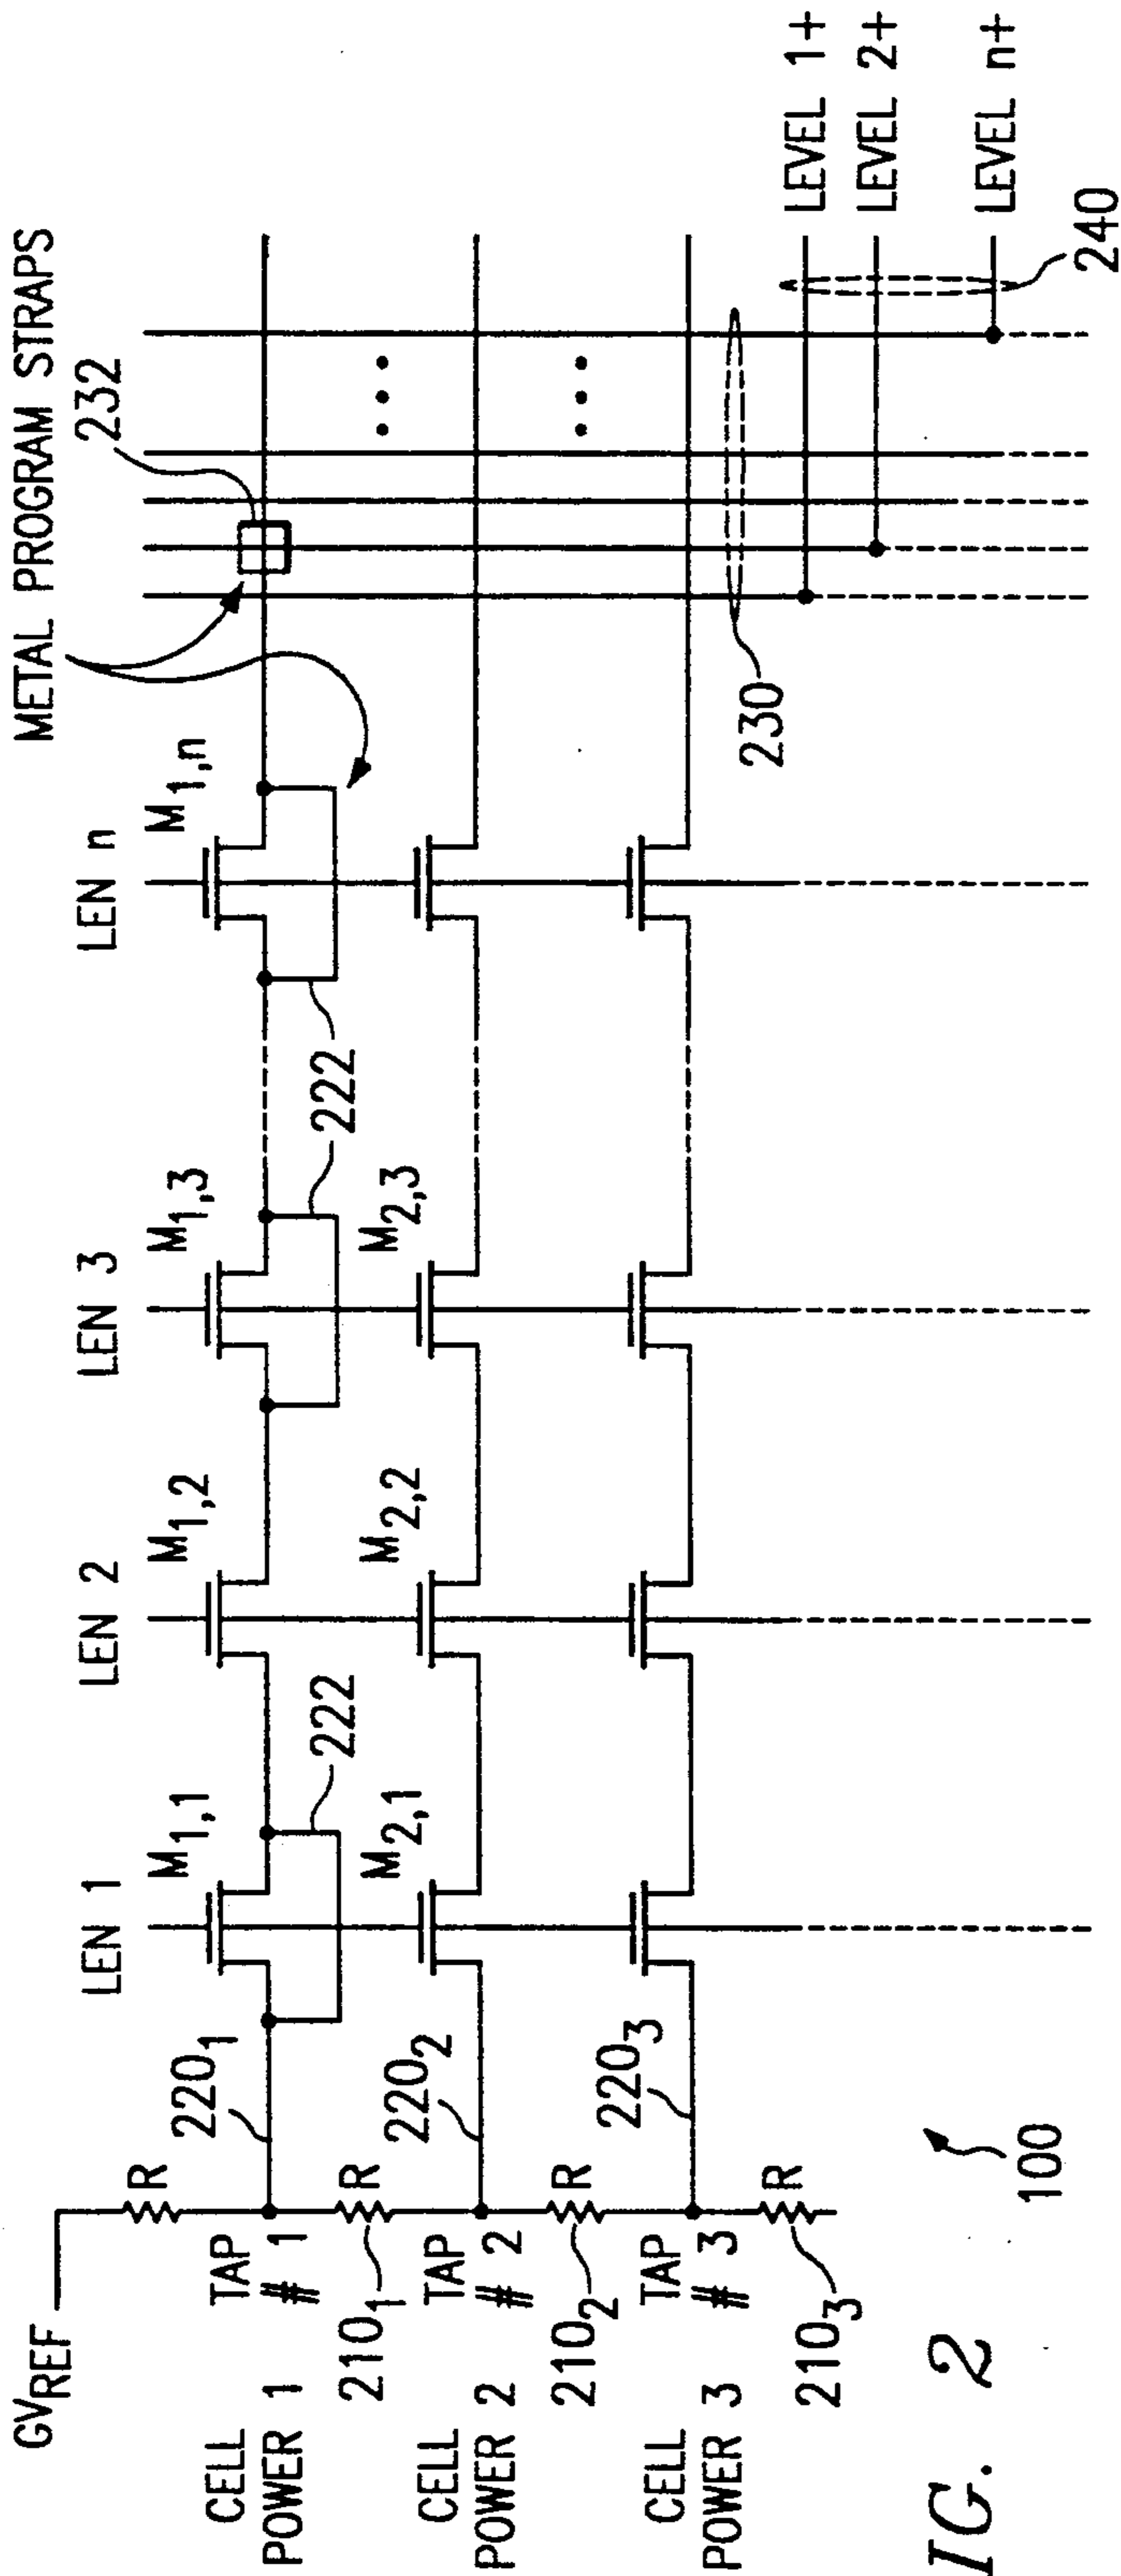 GVREF
METAL PROGRAM STRAPS
LEN 1
LEN 2
LEN 3
LEN n
232
R
M1,1
M1,2
M1,3
M1,n
2201
CELL
POWER 1
TAP
# 1
222
222
2101
R
M2,1
M2,2
M2,3
2202
CELL
POWER 2
TAP
# 2
2102
R
2203
CELL
POWER 3
TAP
# 3
230
2103
R
LEVEL 1+
LEVEL 2+
LEVEL n+
240
100
IG. 2